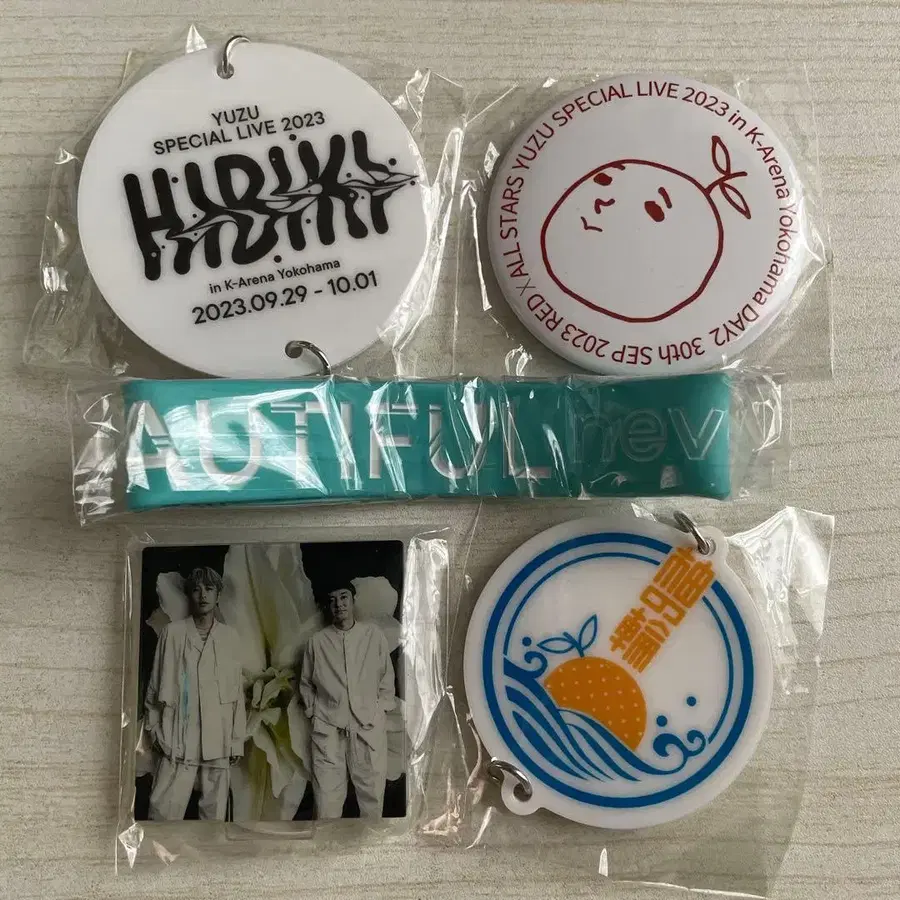 YUZU
SPECIAL LIVE 2023
HIBIKI
in K-Arena Yokohama
2023.09.29 - 10.01
RED X ALL STARS YUZU SPECIAL LIVE 2023 in K-Arena Yokohama DAY2 30th SEP 2023
AUTIFUL nev